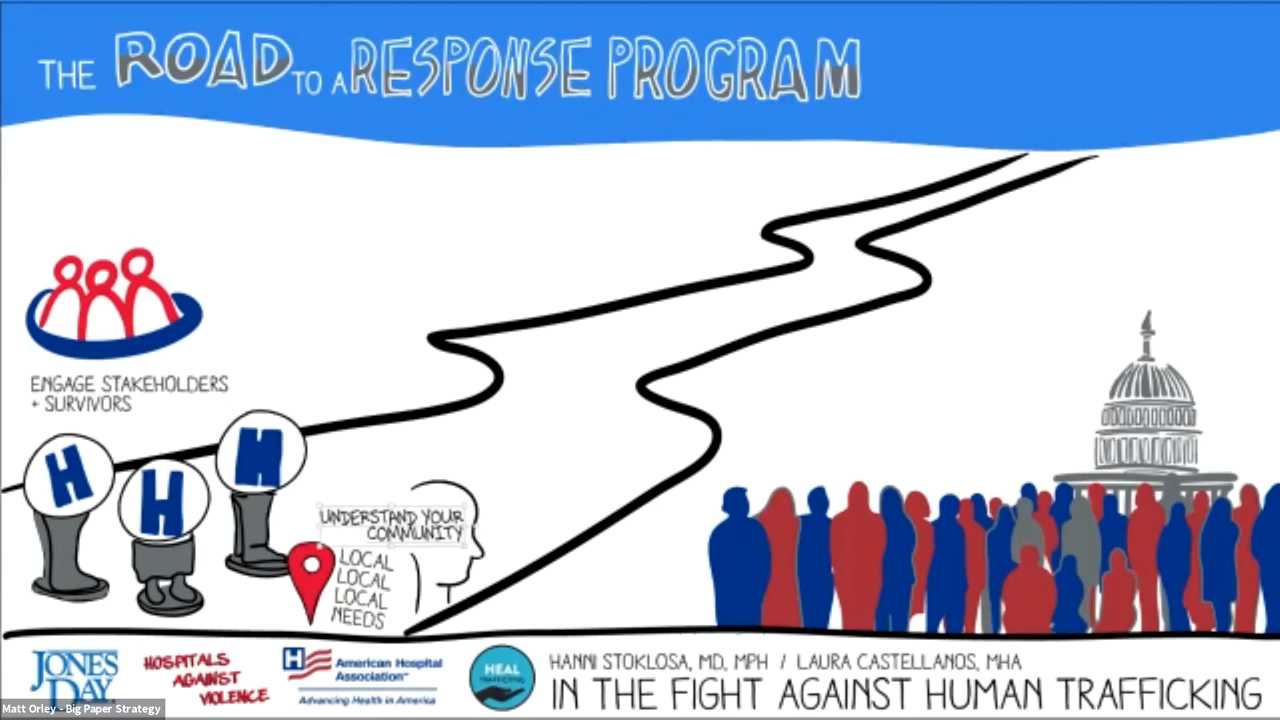 THE ROAD TO A RESPONSE PROGRAM
ENGAGE STAKEHOLDERS
+ SURVIVORS
H
H
H
UNDERSTAND YOUR
COMMUNITY
LOCAL
LOCAL
LOCAL
NEEDS
JONES
DAY
HOSPITALS
AGAINST
VIOLENCE
H
American Hospital
Association™
Advancing Health in America
HEAL
TRAFFICKING
HANNI STOKLOSA, MD, MPH / LAURA CASTELLANOS, MHA
IN THE FIGHT AGAINST HUMAN TRAFFICKING
Matt Orley - Big Paper Strategy